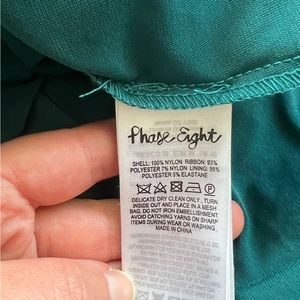 Phase Eight
SHELL: 100% NYLON RIBBON: 93%
POLYESTER 7% NYLON LINING: 95%
POLYESTER 5% ELASTANE
DELICATE DRY CLEAN ONLY, TURN
INSIDE OUT AND PLACE IN A MESH
BAG. DO NOT IRON EMBELLISHMENT.
AVOID CATCHING YARNS ON SHARP
ITEMS DURING WEAR OR WASHING.
MADE IN CHINA